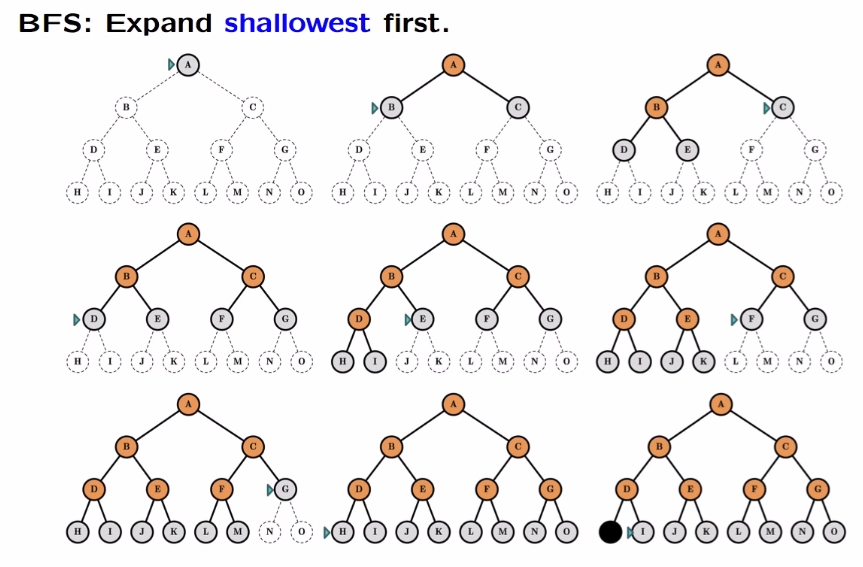 BFS: Expand shallowest first.
A A A
B C B C B C
D E F G D E F G D E F G
H I J K L M N O H I J K L M N O H I J K L M N O
A A A
B C B C B C
D E F G D E F G D E F G
H I J K L M N O H I J K L M N O H I J K L M N O
A A A
B C B C B C
D E F G D E F G D E F G
H I J K L M N O H I J K L M N O I J K L M N O